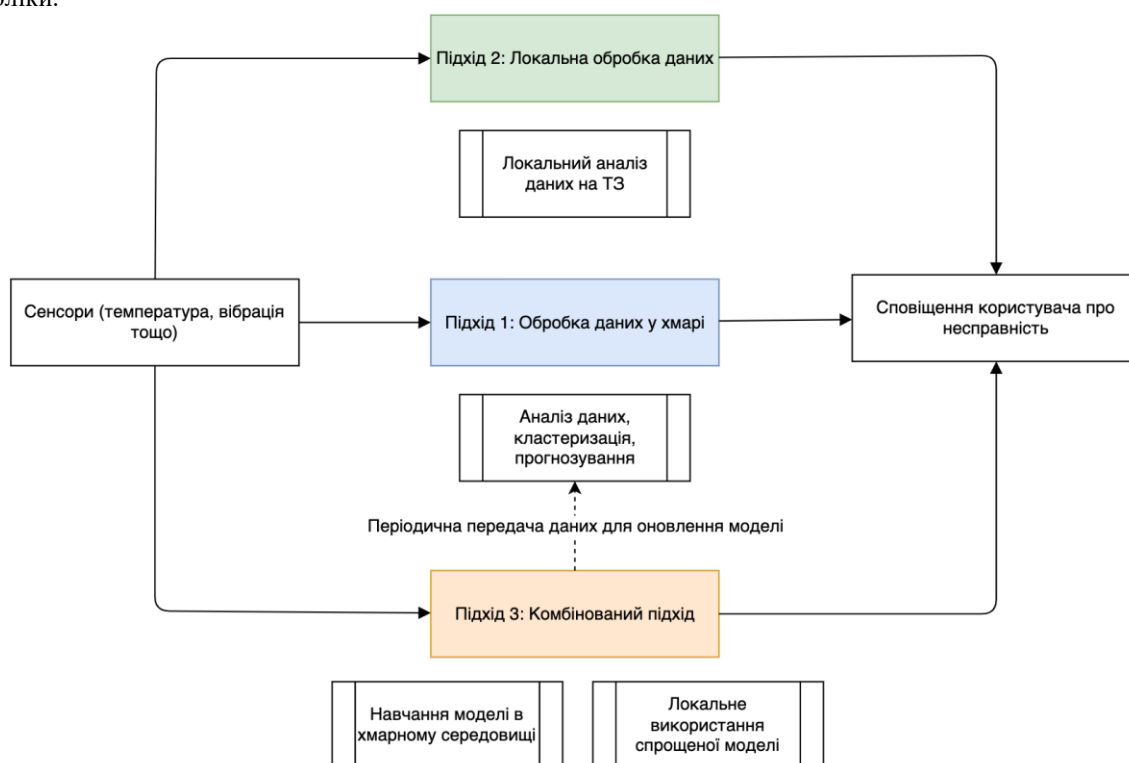 Підхід 2: Локальна обробка даних
Локальний аналіз
даних на ТЗ
Сенсори (температура, вібрація
тощо)
Підхід 1: Обробка даних у хмарі
Сповіщення користувача про
несправність
Аналіз даних,
кластеризація,
прогнозування
Періодична передача даних для оновлення моделі
Підхід 3: Комбінований підхід
Навчання моделі в
хмарному середовищі
Локальне
використання
спрощеної моделі